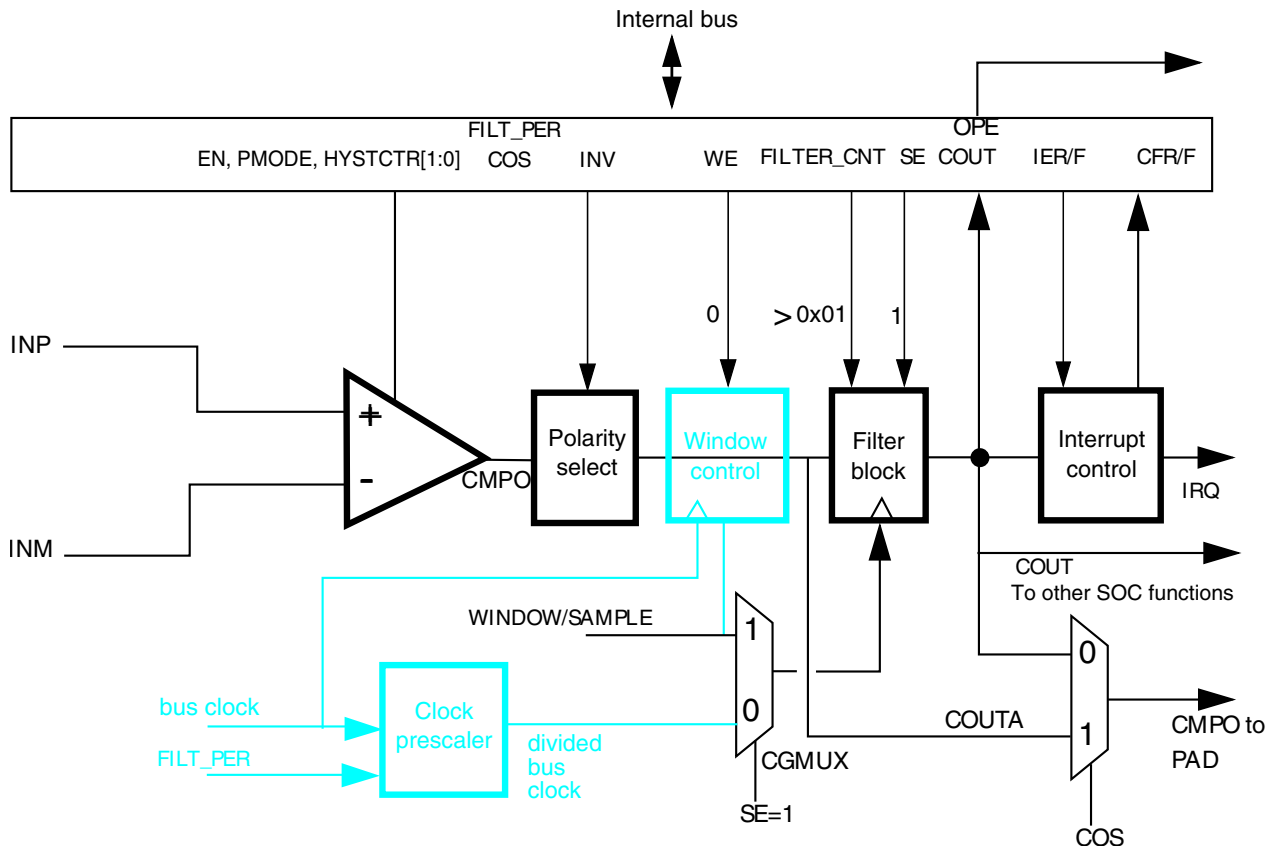 Internal bus
FILT_PER
OPE
EN, PMODE, HYSTCTR[1:0]
COS
INV
WE
FILTER_CNT
SE
COUT
IER/F
CFR/F
0
> 0x01
1
INP
+
-
INM
CMPO
Polarity
select
Window
control
Filter
block
Interrupt
control
IRQ
COUT
To other SOC functions
WINDOW/SAMPLE
1
0
CGMUX
SE=1
bus clock
FILT_PER
Clock
prescaler
divided
bus
clock
COUTA
0
1
CMPO to
PAD
COS